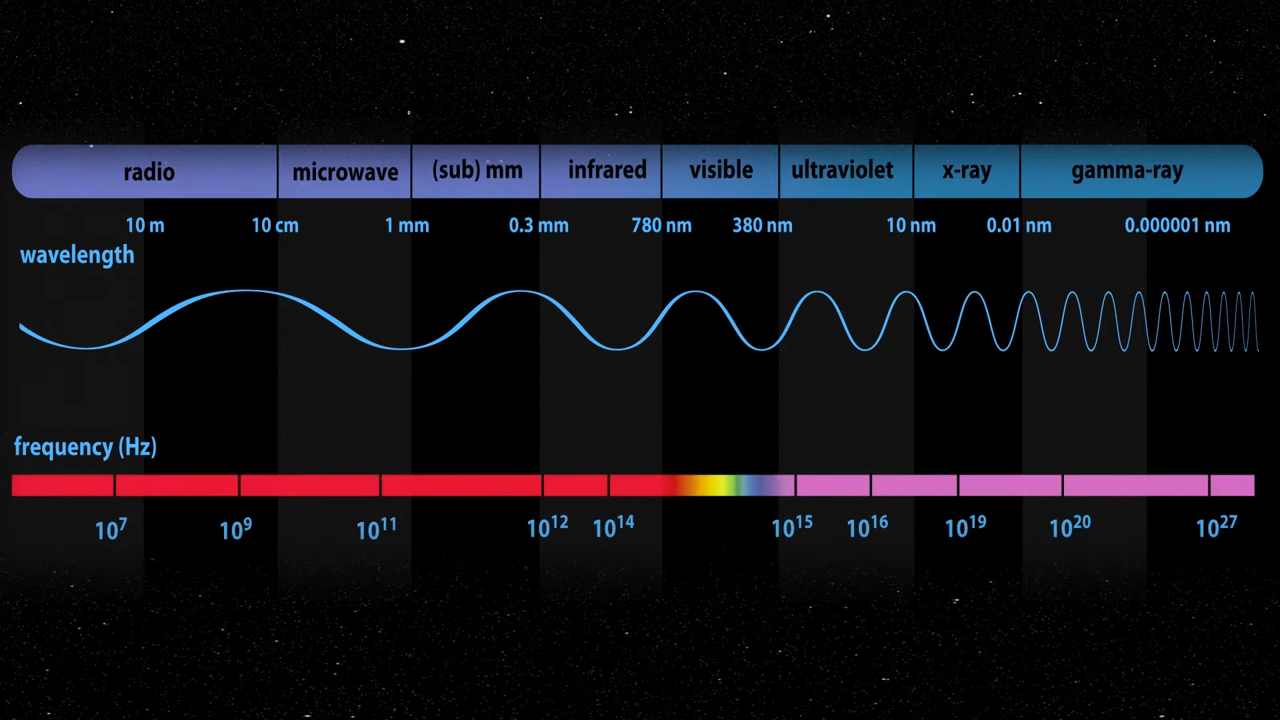 radio microwave (sub) mm infrared visible ultraviolet x-ray gamma-ray
10 m 10 cm 1 mm 0.3 mm 780 nm 380 nm 10 nm 0.01 nm 0.000001 nm
wavelength
frequency (Hz)
10⁷ 10⁹ 10¹¹ 10¹² 10¹⁴ 10¹⁵ 10¹⁶ 10¹⁹ 10²⁰ 10²⁷